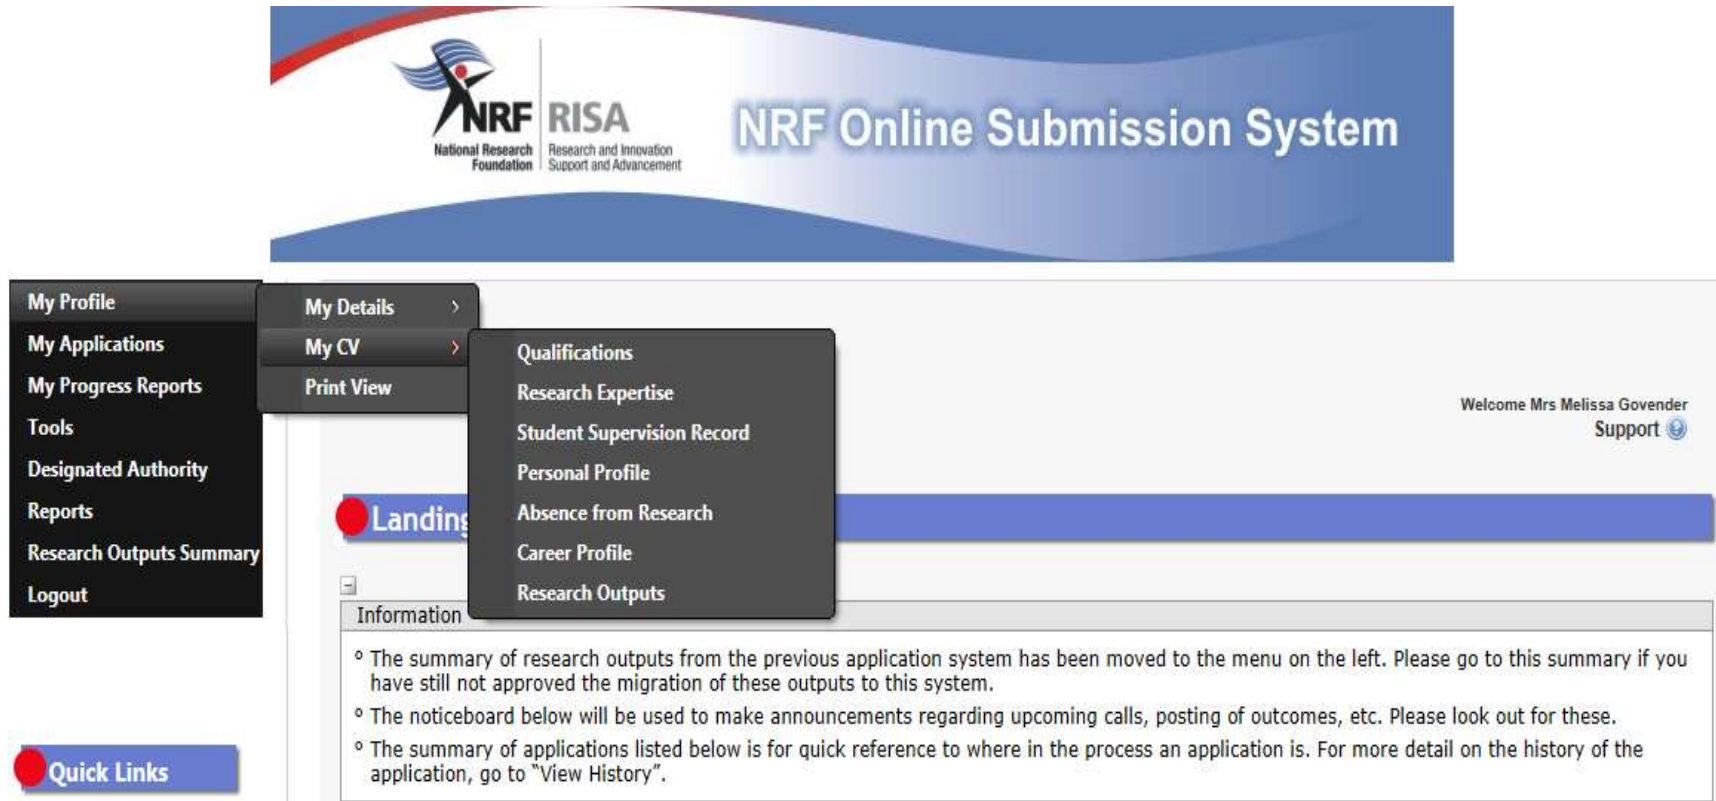 NRF RISA
National Research Foundation
Research and Innovation Support and Advancement
NRF Online Submission System
My Profile
My Applications
My Progress Reports
Tools
Designated Authority
Reports
Research Outputs Summary
Logout
My Details >
My CV >
Print View
Qualifications
Research Expertise
Student Supervision Record
Personal Profile
Absence from Research
Career Profile
Research Outputs
Welcome Mrs Melissa Govender
Support
Landing
Information
º The summary of research outputs from the previous application system has been moved to the menu on the left. Please go to this summary if you
have still not approved the migration of these outputs to this system.
º The noticeboard below will be used to make announcements regarding upcoming calls, posting of outcomes, etc. Please look out for these.
º The summary of applications listed below is for quick reference to where in the process an application is. For more detail on the history of the
application, go to “View History”.
Quick Links